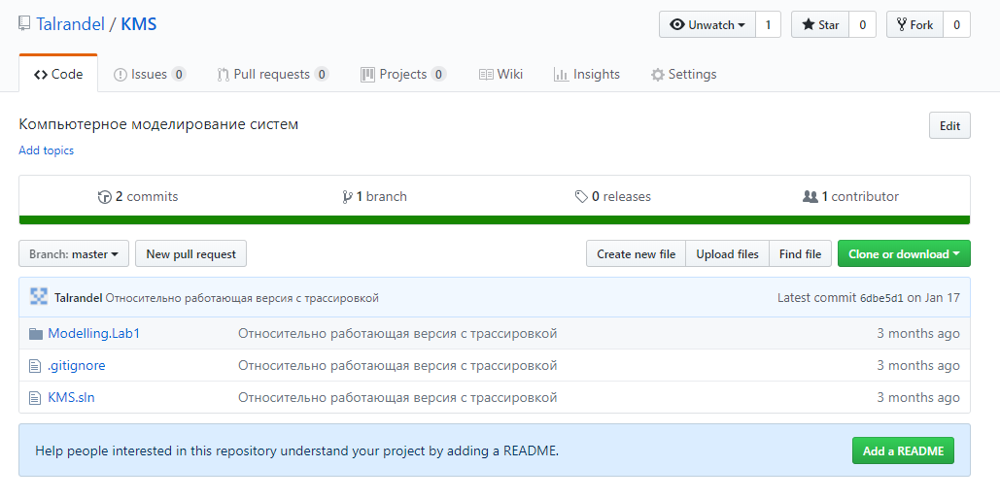 Talrandel / KMS Unwatch 1 Star 0 Fork 0
Code Issues 0 Pull requests 0 Projects 0 Wiki Insights Settings
Компьютерное моделирование систем Edit
Add topics
2 commits 1 branch 0 releases 1 contributor
Branch: master New pull request Create new file Upload files Find file Clone or download
Talrandel Относительно работающая версия с трассировкой Latest commit 6dbe5d1 on Jan 17
Modelling.Lab1 Относительно работающая версия с трассировкой 3 months ago
.gitignore Относительно работающая версия с трассировкой 3 months ago
KMS.sln Относительно работающая версия с трассировкой 3 months ago
Help people interested in this repository understand your project by adding a README. Add a README